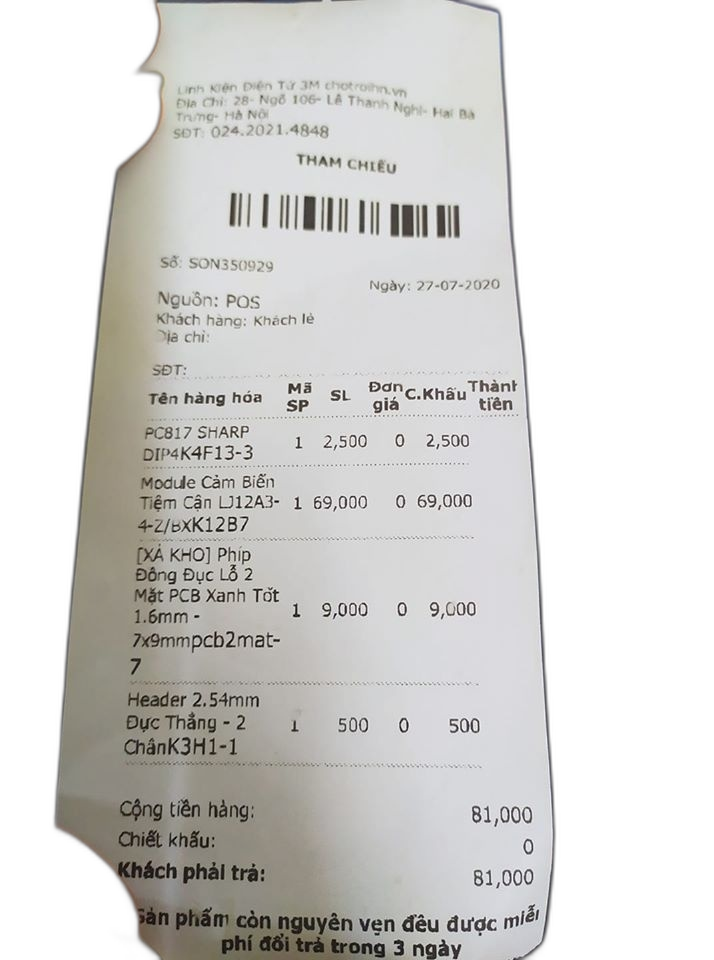 Linh Kiện Điện Tử 3M chotroihn.vn
Địa Chỉ: 28- Ngõ 106- Lê Thanh Nghị- Hai Bà
Trưng- Hà Nội
SĐT: 024.2021.4848
THAM CHIẾU
Số: SON350929
Ngày: 27-07-2020
Nguồn: POS
Khách hàng: Khách lẻ
Địa chỉ:
SĐT:
Tên hàng hóa Mã SP SL Đơn giá C.Khấu Thành tiền
PC817 SHARP
DIP4K4F13-3 1 2,500 0 2,500
Module Cảm Biến
Tiệm Cận LJ12A3- 1 69,000 0 69,000
4-Z/BXK12B7
[XẢ KHO] Phíp
Đồng Đục Lỗ 2
Mặt PCB Xanh Tốt
1.6mm - 1 9,000 0 9,000
7x9mmpcb2mat-
7
Header 2.54mm
Đực Thẳng - 2 1 500 0 500
ChânK3H1-1
Cộng tiền hàng: 81,000
Chiết khấu: 0
Khách phải trả: 81,000
Sản phẩm còn nguyên vẹn đều được miễn
phí đổi trả trong 3 ngày